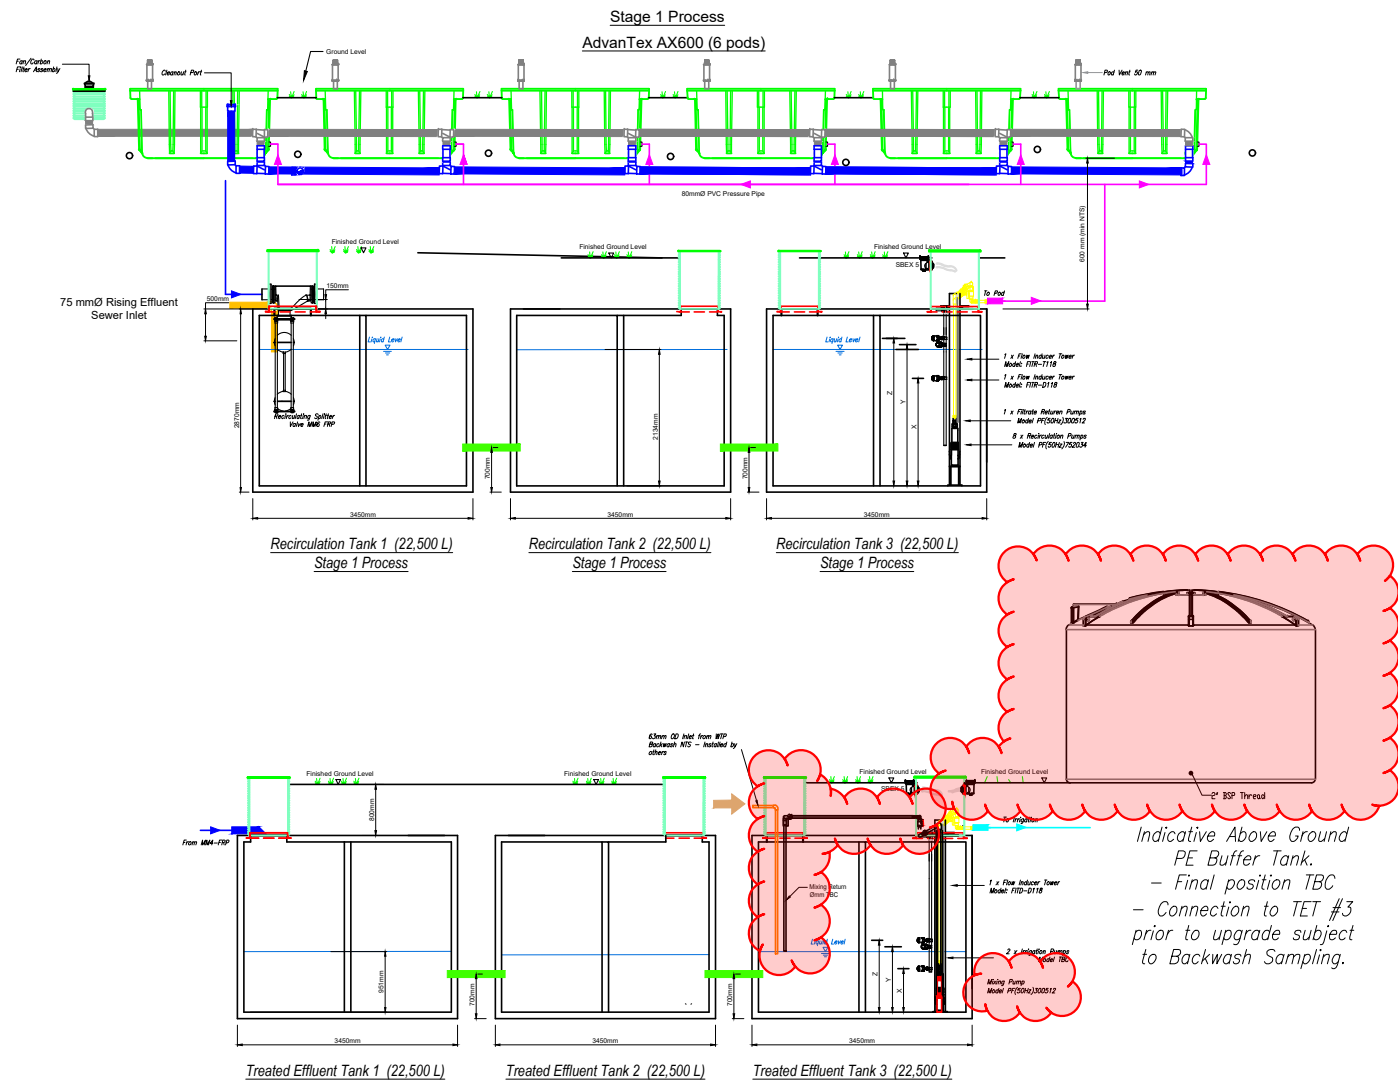 Stage 1 Process
AdvanTex AX600 (6 pods)
Fan/Carbon
Filter Assembly
Cleanout Port
Ground Level
Pod Vent 50 mm
80mmØ PVC Pressure Pipe
600 mm (min NTS)
Finished Ground Level
Finished Ground Level
Finished Ground Level
SBEX 5
To Pod
75 mmØ Rising Effluent
Sewer Inlet
500mm
150mm
Liquid Level
Liquid Level
2870mm
2134mm
Recirculating Splitter
Valve MM6 FRP
700mm
700mm
Z
Y
X
1 x Flow Inducer Tower
Model: FITR-T118
1 x Flow Inducer Tower
Model: FITR-D118
1 x Filtrate Returen Pumps
Model PF(50Hz)300512
8 x Recirculation Pumps
Model PF(50Hz)752034
3450mm
3450mm
3450mm
Recirculation Tank 1 (22,500 L)
Stage 1 Process
Recirculation Tank 2 (22,500 L)
Stage 1 Process
Recirculation Tank 3 (22,500 L)
Stage 1 Process
63mm OD Inlet from WTP
Backwash NTS - Installed by
others
Finished Ground Level
Finished Ground Level
Finished Ground Level
Finished Ground Level
SBEX 5
2" BSP Thread
800mm
From MM4-FRP
To Irrigation
Indicative Above Ground
PE Buffer Tank.
- Final position TBC
- Connection to TET #3
prior to upgrade subject
to Backwash Sampling.
Mixing Return
Ømm TBC
1 x Flow Inducer Tower
Model: FITD-D118
Liquid Level
2 x Irrigation Pumps
Model TBC
951mm
700mm
700mm
Z
Y
X
Mixing Pump
Model PF(50Hz)300512
3450mm
3450mm
3450mm
Treated Effluent Tank 1 (22,500 L)
Treated Effluent Tank 2 (22,500 L)
Treated Effluent Tank 3 (22,500 L)